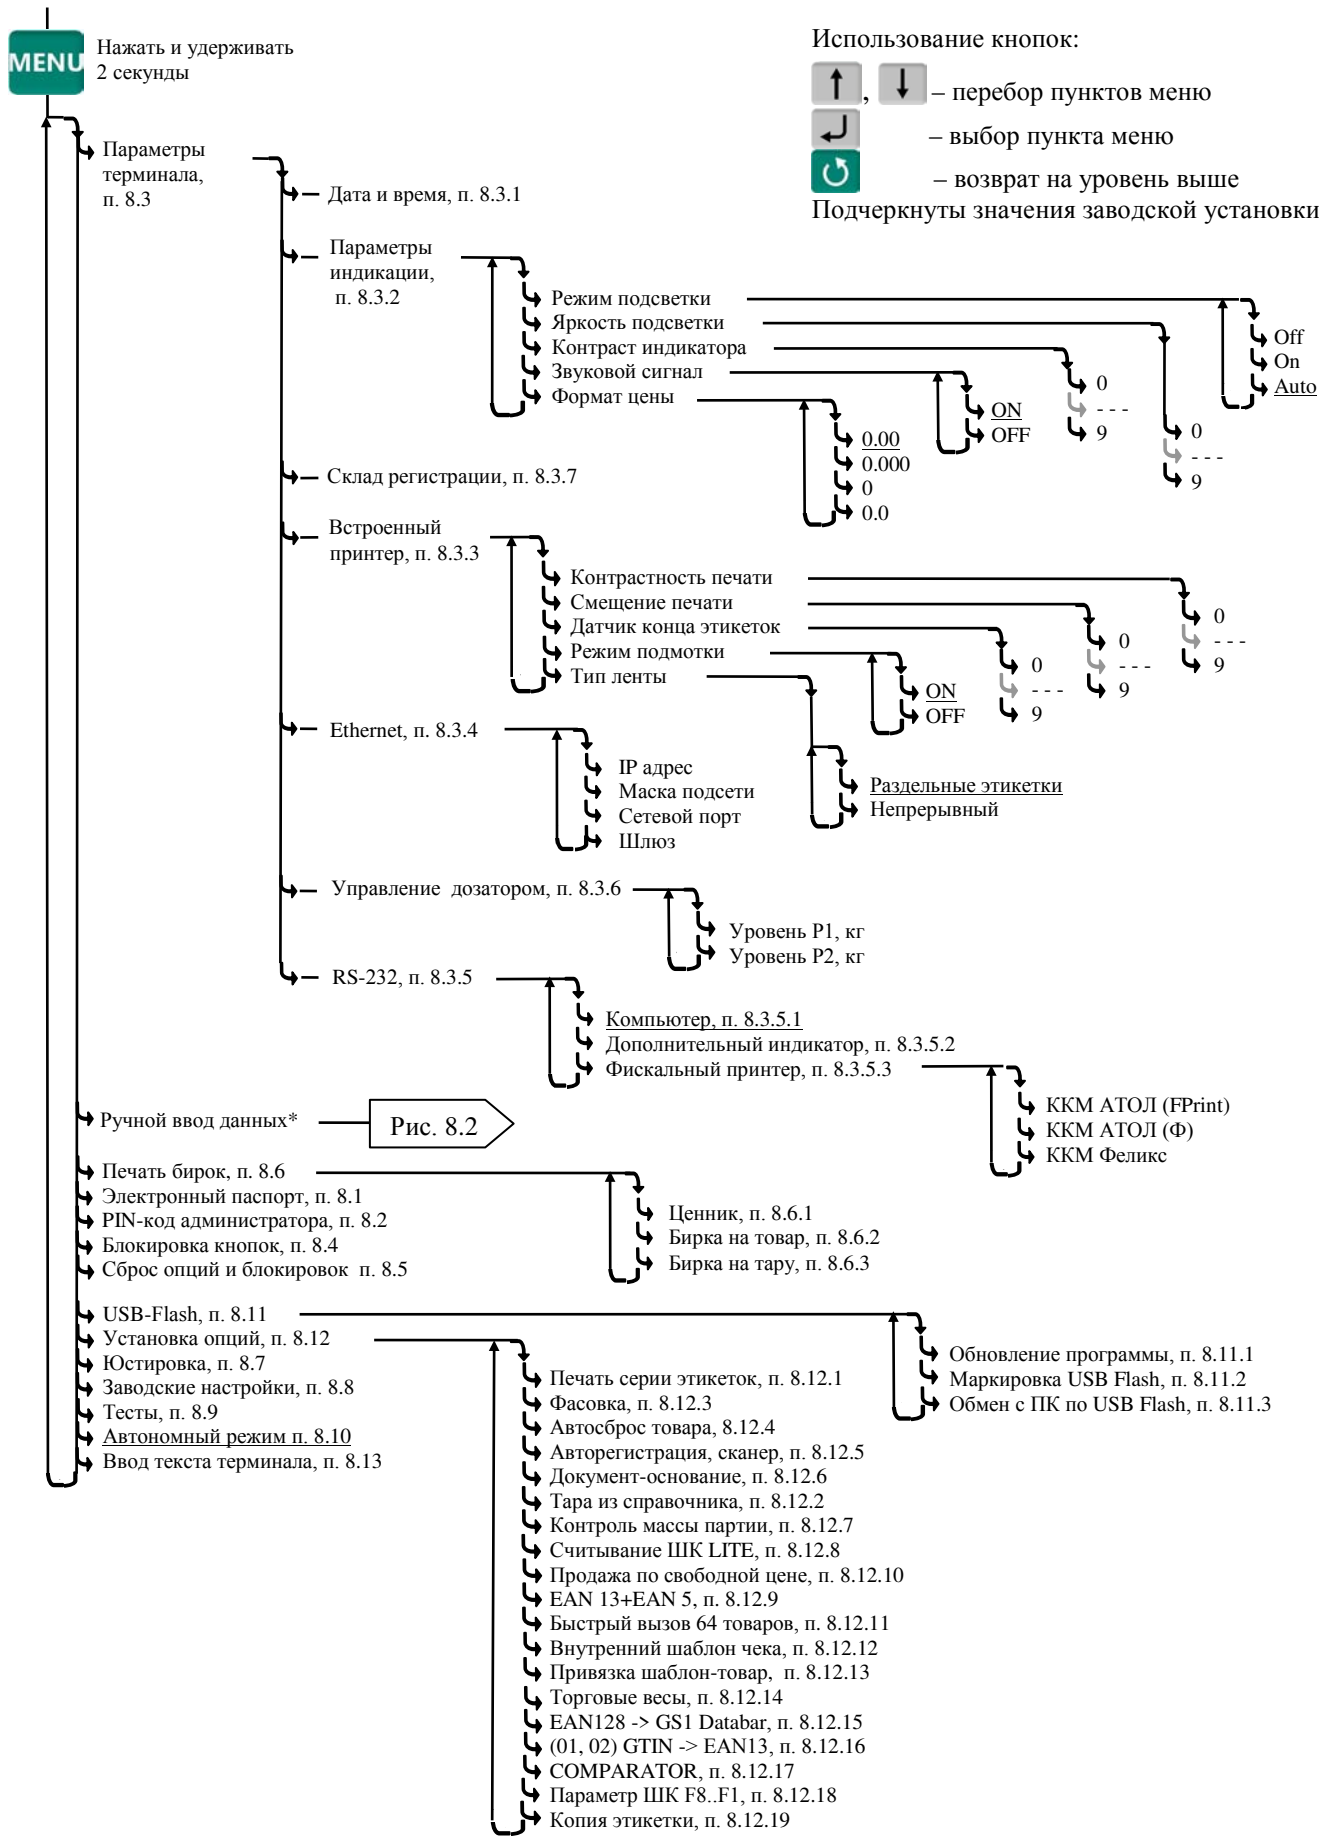 MENU
Нажать и удерживать
2 секунды
Использование кнопок:
, – перебор пунктов меню
– выбор пункта меню
– возврат на уровень выше
Подчеркнуты значения заводской установки
Параметры
терминала,
п. 8.3
Дата и время, п. 8.3.1
Параметры
индикации,
п. 8.3.2
Режим подсветки
Яркость подсветки
Контраст индикатора
Звуковой сигнал
Формат цены
Off
On
Auto
0
- - -
9
0
- - -
9
ON
OFF
0.00
0.000
0
0.0
Склад регистрации, п. 8.3.7
Встроенный
принтер, п. 8.3.3
Контрастность печати
Смещение печати
Датчик конца этикеток
Режим подмотки
Тип ленты
0
- - -
9
0
- - -
9
0
- - -
9
ON
OFF
Раздельные этикетки
Непрерывный
Ethernet, п. 8.3.4
IP адрес
Маска подсети
Сетевой порт
Шлюз
Управление дозатором, п. 8.3.6
Уровень P1, кг
Уровень P2, кг
RS-232, п. 8.3.5
Компьютер, п. 8.3.5.1
Дополнительный индикатор, п. 8.3.5.2
Фискальный принтер, п. 8.3.5.3
ККМ АТОЛ (FPrint)
ККМ АТОЛ (Ф)
ККМ Феликс
Ручной ввод данных*
Рис. 8.2
Печать бирок, п. 8.6
Электронный паспорт, п. 8.1
PIN-код администратора, п. 8.2
Блокировка кнопок, п. 8.4
Сброс опций и блокировок п. 8.5
Ценник, п. 8.6.1
Бирка на товар, п. 8.6.2
Бирка на тару, п. 8.6.3
USB-Flash, п. 8.11
Установка опций, п. 8.12
Юстировка, п. 8.7
Заводские настройки, п. 8.8
Тесты, п. 8.9
Автономный режим п. 8.10
Ввод текста терминала, п. 8.13
Обновление программы, п. 8.11.1
Маркировка USB Flash, п. 8.11.2
Обмен с ПК по USB Flash, п. 8.11.3
Печать серии этикеток, п. 8.12.1
Фасовка, п. 8.12.3
Автосброс товара, 8.12.4
Авторегистрация, сканер, п. 8.12.5
Документ-основание, п. 8.12.6
Тара из справочника, п. 8.12.2
Контроль массы партии, п. 8.12.7
Считывание ШК LITE, п. 8.12.8
Продажа по свободной цене, п. 8.12.10
EAN 13+EAN 5, п. 8.12.9
Быстрый вызов 64 товаров, п. 8.12.11
Внутренний шаблон чека, п. 8.12.12
Привязка шаблон-товар, п. 8.12.13
Торговые весы, п. 8.12.14
EAN128 -> GS1 Databar, п. 8.12.15
(01, 02) GTIN -> EAN13, п. 8.12.16
COMPARATOR, п. 8.12.17
Параметр ШК F8..F1, п. 8.12.18
Копия этикетки, п. 8.12.19